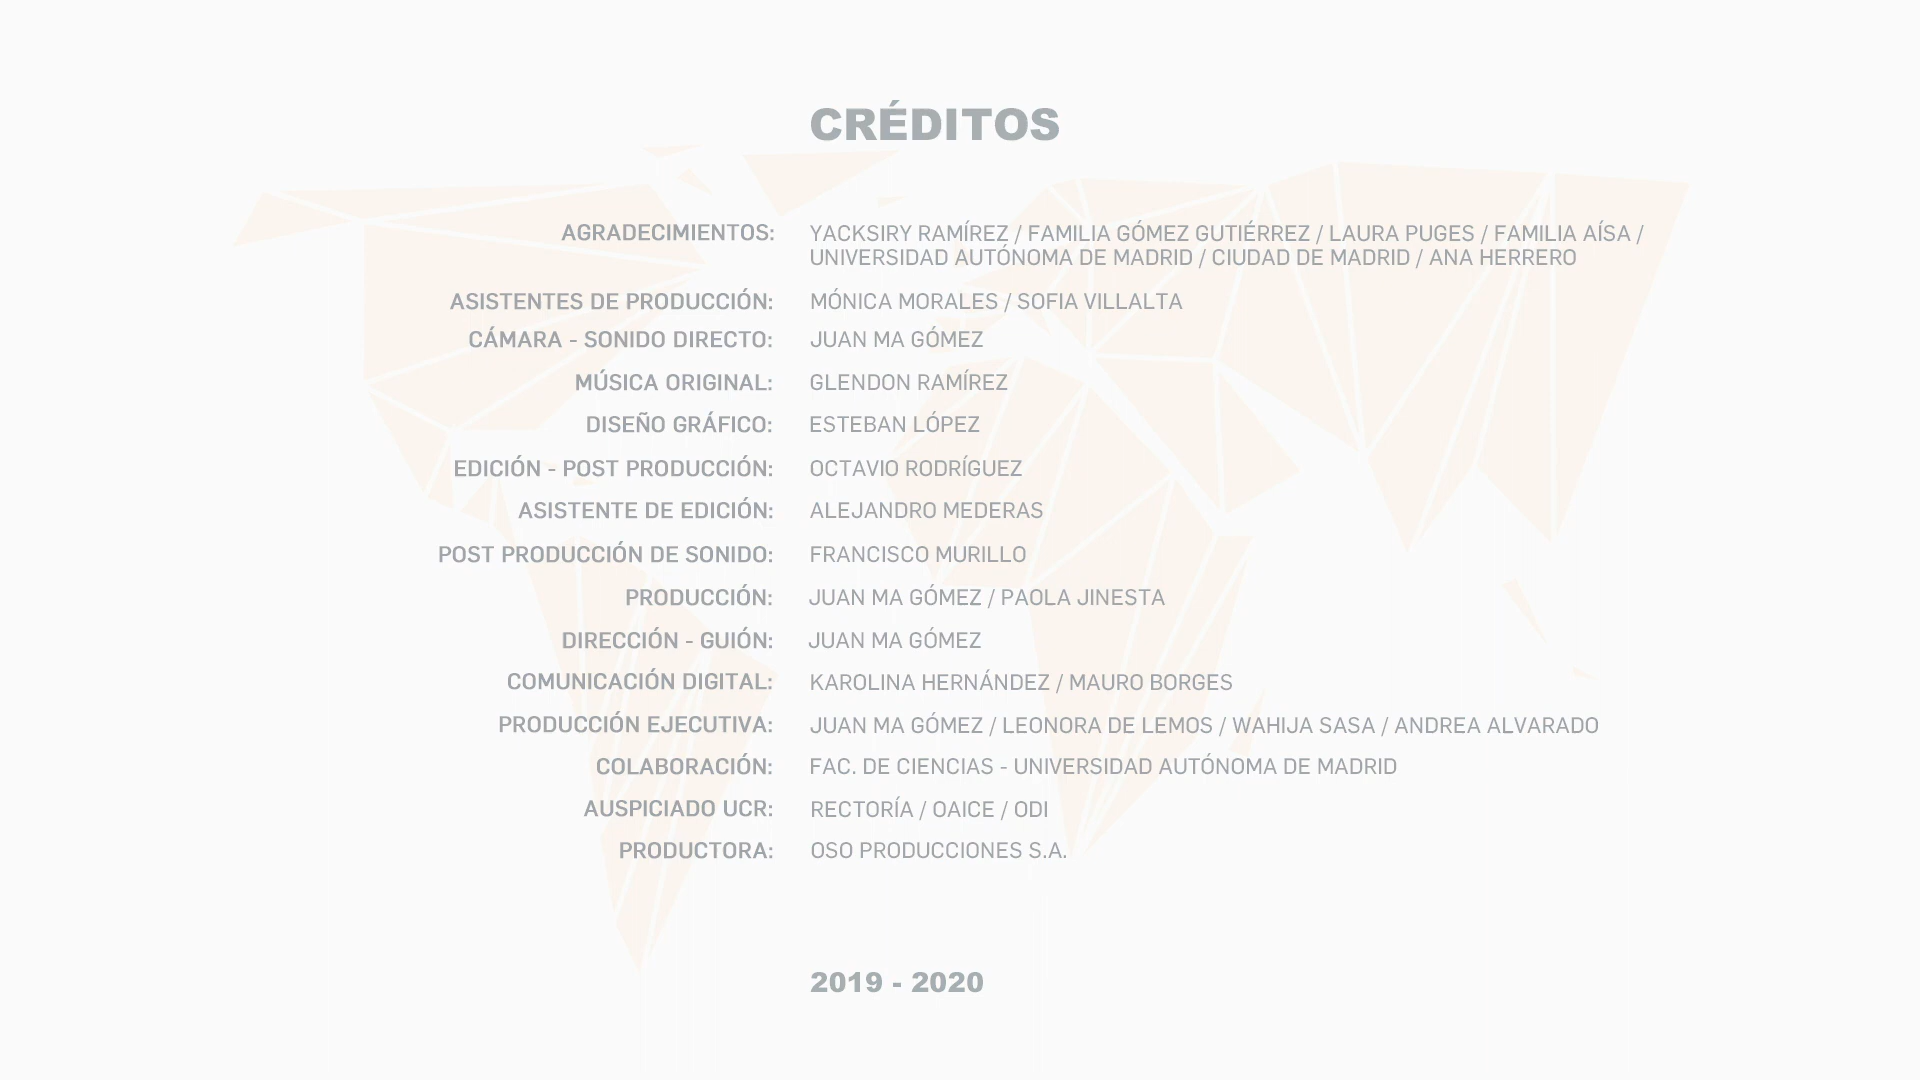 CRÉDITOS
AGRADECIMIENTOS: YACKSIRY RAMÍREZ / FAMILIA GÓMEZ GUTIÉRREZ / LAURA PUGES / FAMILIA AÍSA /
UNIVERSIDAD AUTÓNOMA DE MADRID / CIUDAD DE MADRID / ANA HERRERO
ASISTENTES DE PRODUCCIÓN: MÓNICA MORALES / SOFIA VILLALTA
CÁMARA - SONIDO DIRECTO: JUAN MA GÓMEZ
MÚSICA ORIGINAL: GLENDON RAMÍREZ
DISEÑO GRÁFICO: ESTEBAN LÓPEZ
EDICIÓN - POST PRODUCCIÓN: OCTAVIO RODRÍGUEZ
ASISTENTE DE EDICIÓN: ALEJANDRO MEDERAS
POST PRODUCCIÓN DE SONIDO: FRANCISCO MURILLO
PRODUCCIÓN: JUAN MA GÓMEZ / PAOLA JINESTA
DIRECCIÓN - GUIÓN: JUAN MA GÓMEZ
COMUNICACIÓN DIGITAL: KAROLINA HERNÁNDEZ / MAURO BORGES
PRODUCCIÓN EJECUTIVA: JUAN MA GÓMEZ / LEONORA DE LEMOS / WAHIJA SASA / ANDREA ALVARADO
COLABORACIÓN: FAC. DE CIENCIAS - UNIVERSIDAD AUTÓNOMA DE MADRID
AUSPICIADO UCR: RECTORÍA / OAICE / ODI
PRODUCTORA: OSO PRODUCCIONES S.A.
2019 - 2020